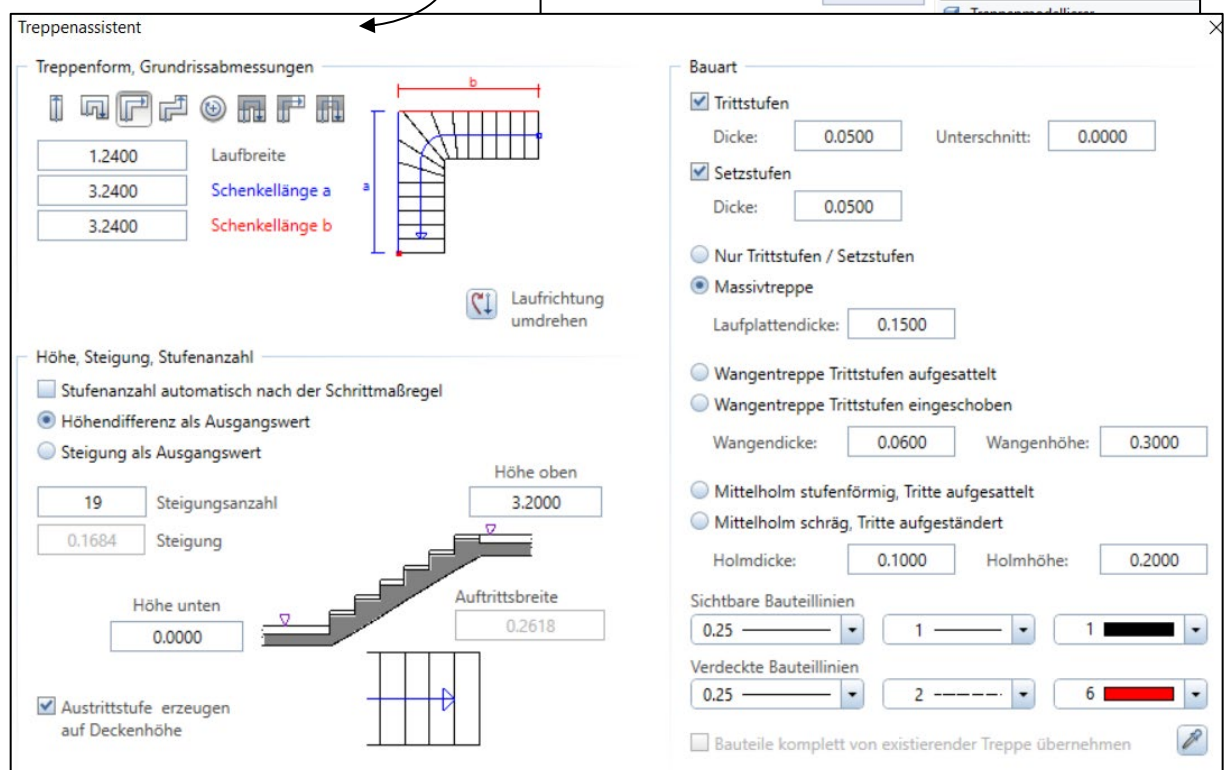 Treppenmodellierer
Treppenassistent
Treppenform, Grundrissabmessungen
1.2400 Laufbreite
3.2400 Schenkellänge a
3.2400 Schenkellänge b
b
a
Laufrichtung
umdrehen
Höhe, Steigung, Stufenanzahl
Stufenanzahl automatisch nach der Schrittmaßregel
Höhendifferenz als Ausgangswert
Steigung als Ausgangswert
Höhe oben
3.2000
19 Steigungsanzahl
0.1684 Steigung
Höhe unten
0.0000
Auftrittsbreite
0.2618
Austrittstufe erzeugen
auf Deckenhöhe
Bauart
Trittstufen
Dicke: 0.0500 Unterschnitt: 0.0000
Setzstufen
Dicke: 0.0500
Nur Trittstufen / Setzstufen
Massivtreppe
Laufplattendicke: 0.1500
Wangentreppe Trittstufen aufgesattelt
Wangentreppe Trittstufen eingeschoben
Wangendicke: 0.0600 Wangenhöhe: 0.3000
Mittelholm stufenförmig, Tritte aufgesattelt
Mittelholm schräg, Tritte aufgeständert
Holmdicke: 0.1000 Holmhöhe: 0.2000
Sichtbare Bauteillinien
0.25 1 1
Verdeckte Bauteillinien
0.25 2 6
Bauteile komplett von existierender Treppe übernehmen